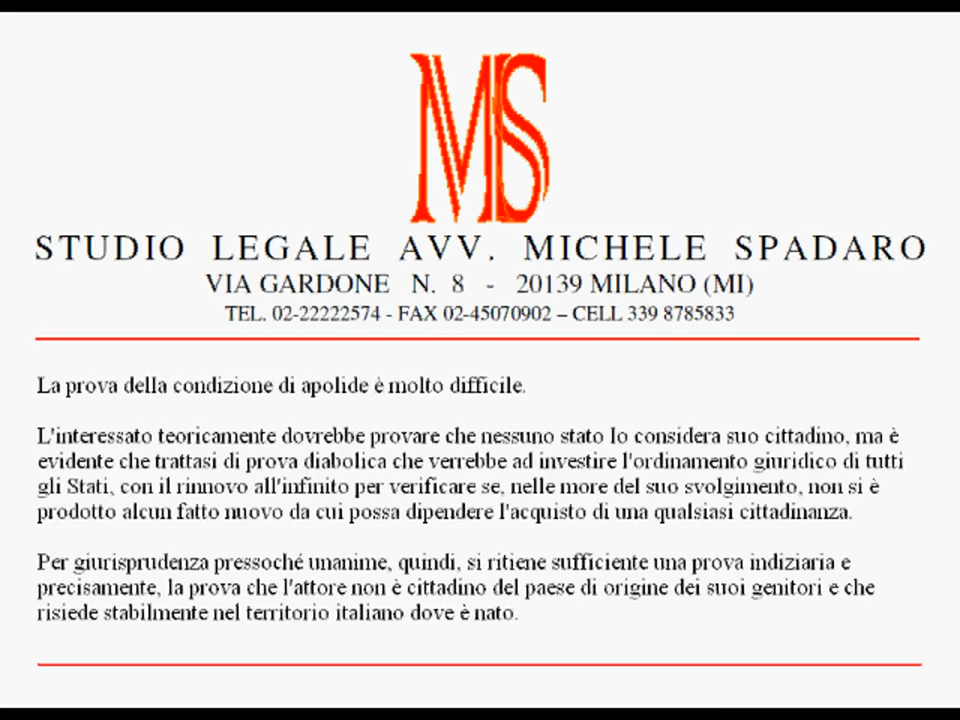 MS
STUDIO LEGALE AVV. MICHELE SPADARO
VIA GARDONE N. 8 - 20139 MILANO (MI)
TEL. 02-22222574 - FAX 02-45070902 – CELL 339 8785833
La prova della condizione di apolide è molto difficile.
L'interessato teoricamente dovrebbe provare che nessuno stato lo considera suo cittadino, ma è
evidente che trattasi di prova diabolica che verrebbe ad investire l'ordinamento giuridico di tutti
gli Stati, con il rinnovo all'infinito per verificare se, nelle more del suo svolgimento, non si è
prodotto alcun fatto nuovo da cui possa dipendere l'acquisto di una qualsiasi cittadinanza.
Per giurisprudenza pressoché unanime, quindi, si ritiene sufficiente una prova indiziaria e
precisamente, la prova che l'attore non è cittadino del paese di origine dei suoi genitori e che
risiede stabilmente nel territorio italiano dove è nato.